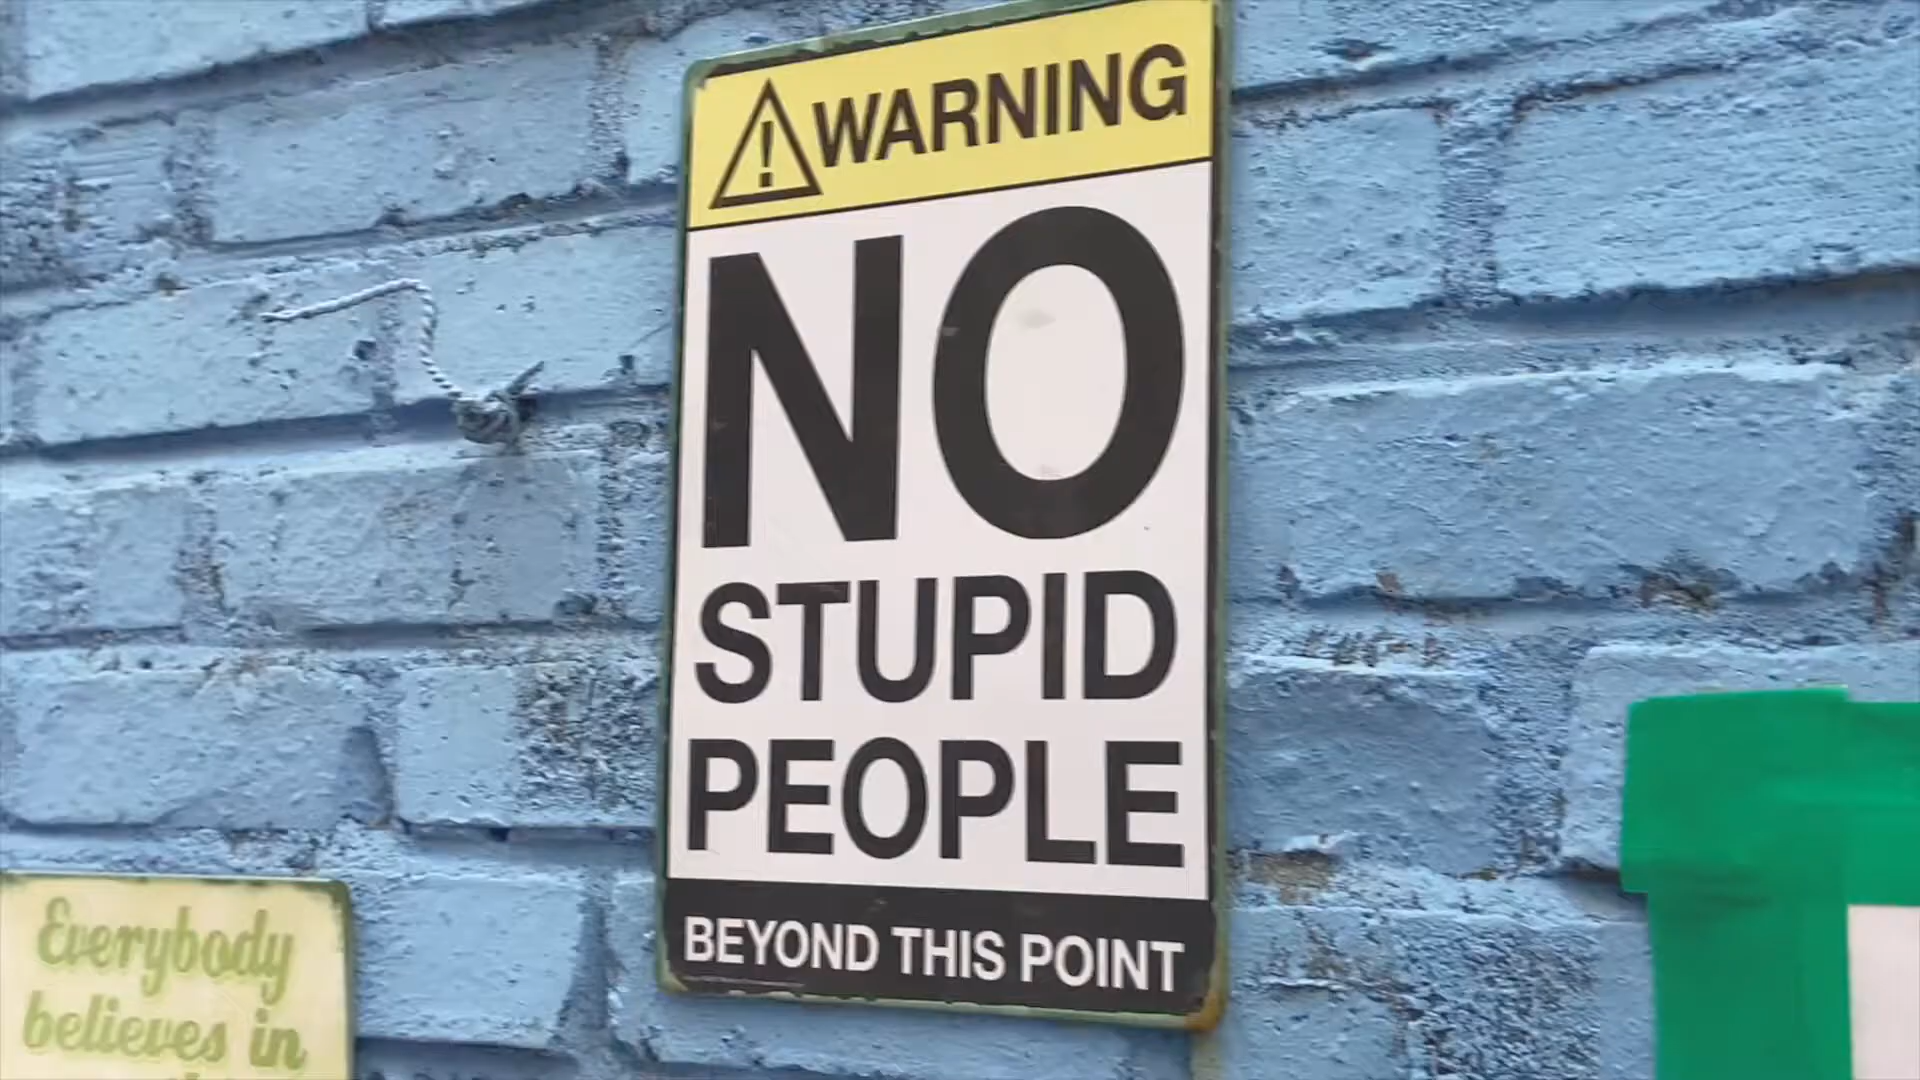 WARNING
NO
STUPID
PEOPLE
BEYOND THIS POINT
Everybody
believes in